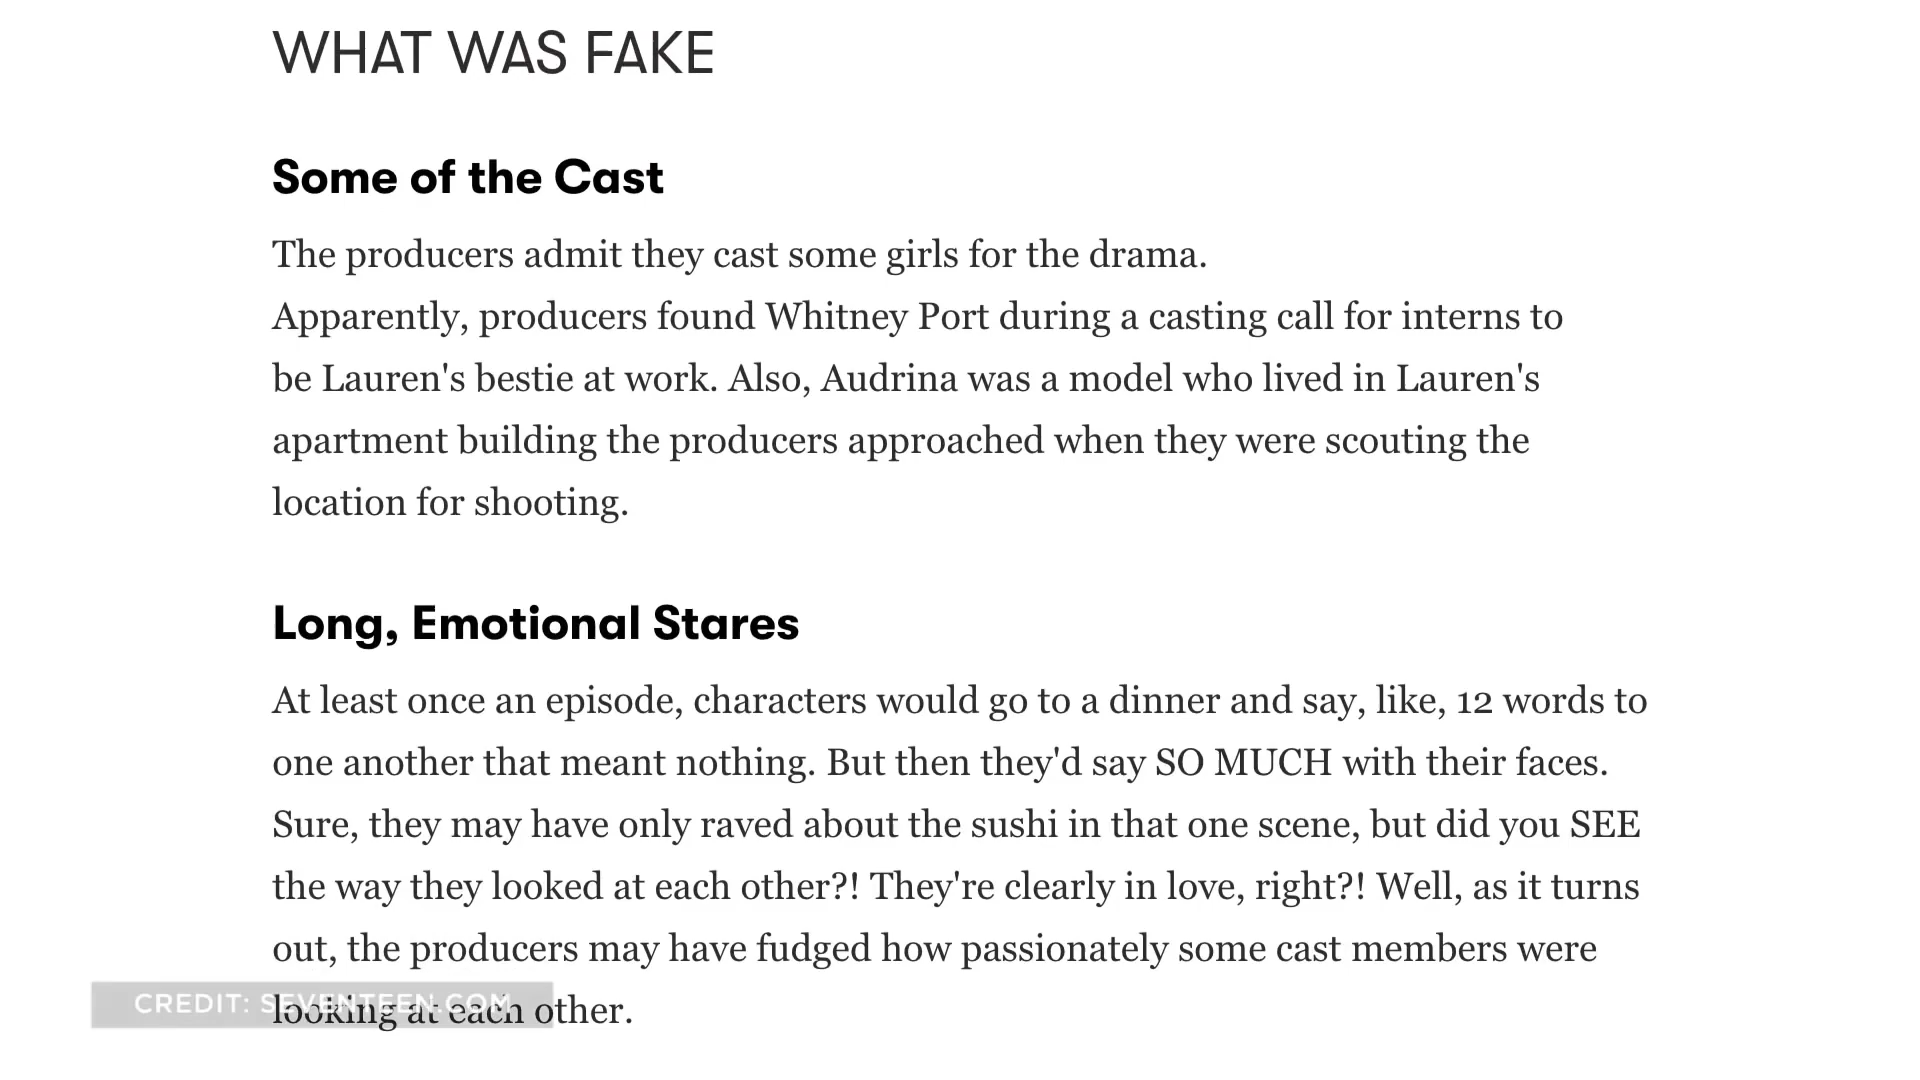 WHAT WAS FAKE
Some of the Cast
The producers admit they cast some girls for the drama.
Apparently, producers found Whitney Port during a casting call for interns to
be Lauren's bestie at work. Also, Audrina was a model who lived in Lauren's
apartment building the producers approached when they were scouting the
location for shooting.
Long, Emotional Stares
At least once an episode, characters would go to a dinner and say, like, 12 words to
one another that meant nothing. But then they'd say SO MUCH with their faces.
Sure, they may have only raved about the sushi in that one scene, but did you SEE
the way they looked at each other?! They're clearly in love, right?! Well, as it turns
out, the producers may have fudged how passionately some cast members were
looking at each other.
CREDIT: SEVENTEEN.COM